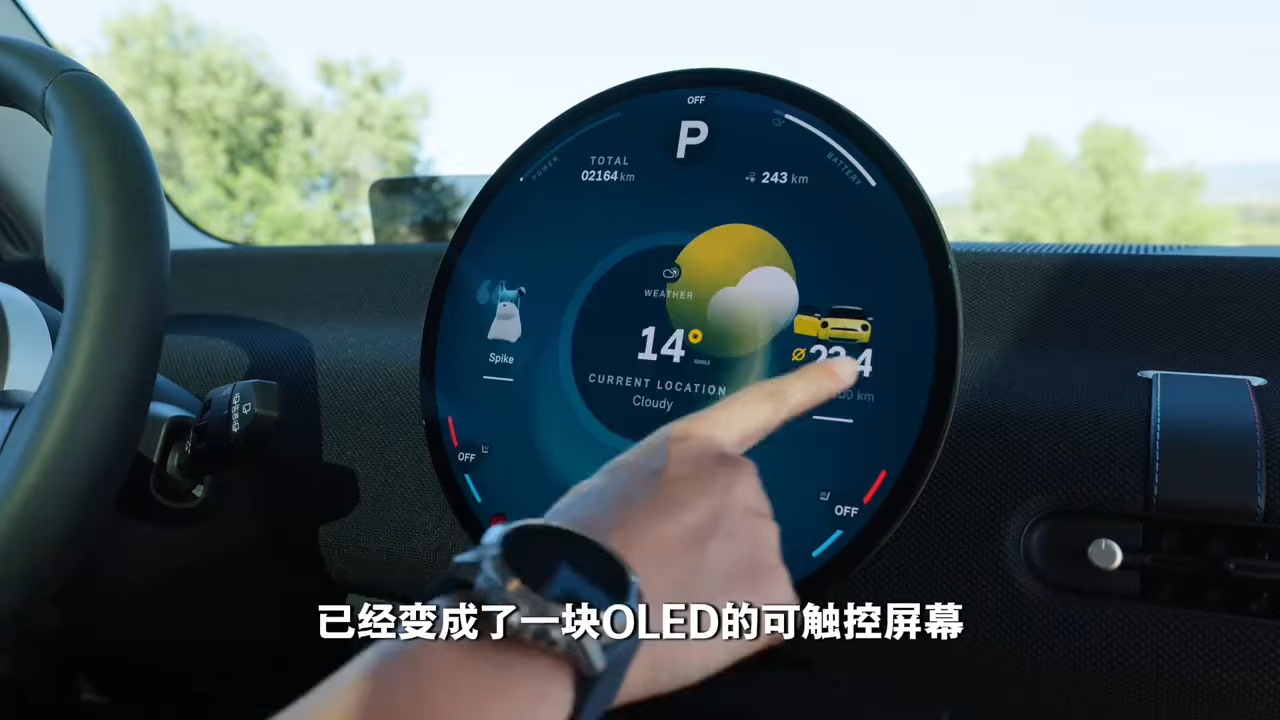 OFF
P
POWER
TOTAL
02164 km
243 km
BATTERY
WEATHER
14
CURRENT LOCATION
Cloudy
Spike
km
OFF
OFF
已经变成了一块OLED的可触控屏幕